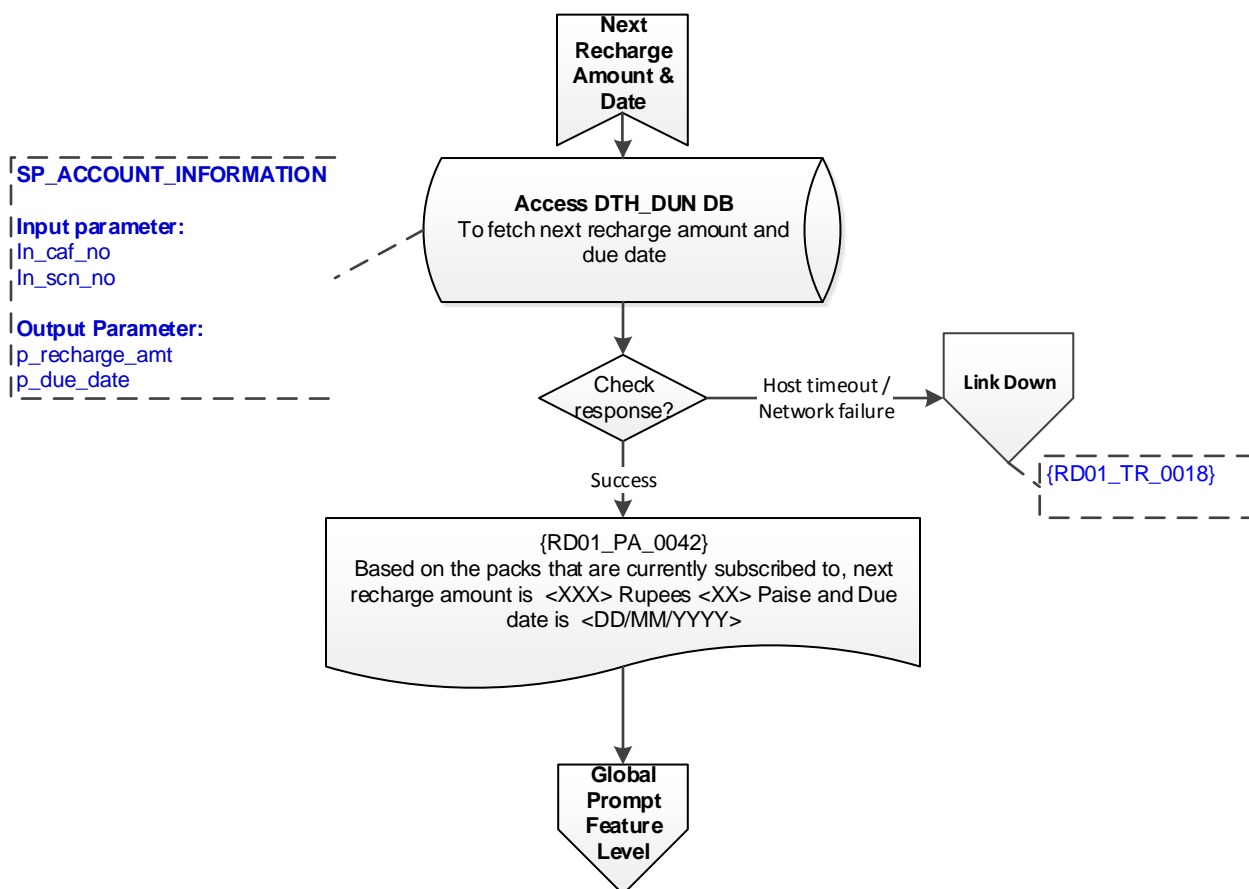 Next
Recharge
Amount &
Date
SP_ACCOUNT_INFORMATION
Input parameter:
In_caf_no
In_scn_no
Output Parameter:
p_recharge_amt
p_due_date
Access DTH_DUN DB
To fetch next recharge amount and
due date
Check
response?
Host timeout /
Network failure
Link Down
{RD01_TR_0018}
Success
{RD01_PA_0042}
Based on the packs that are currently subscribed to, next
recharge amount is <XXX> Rupees <XX> Paise and Due
date is <DD/MM/YYYY>
Global
Prompt
Feature
Level